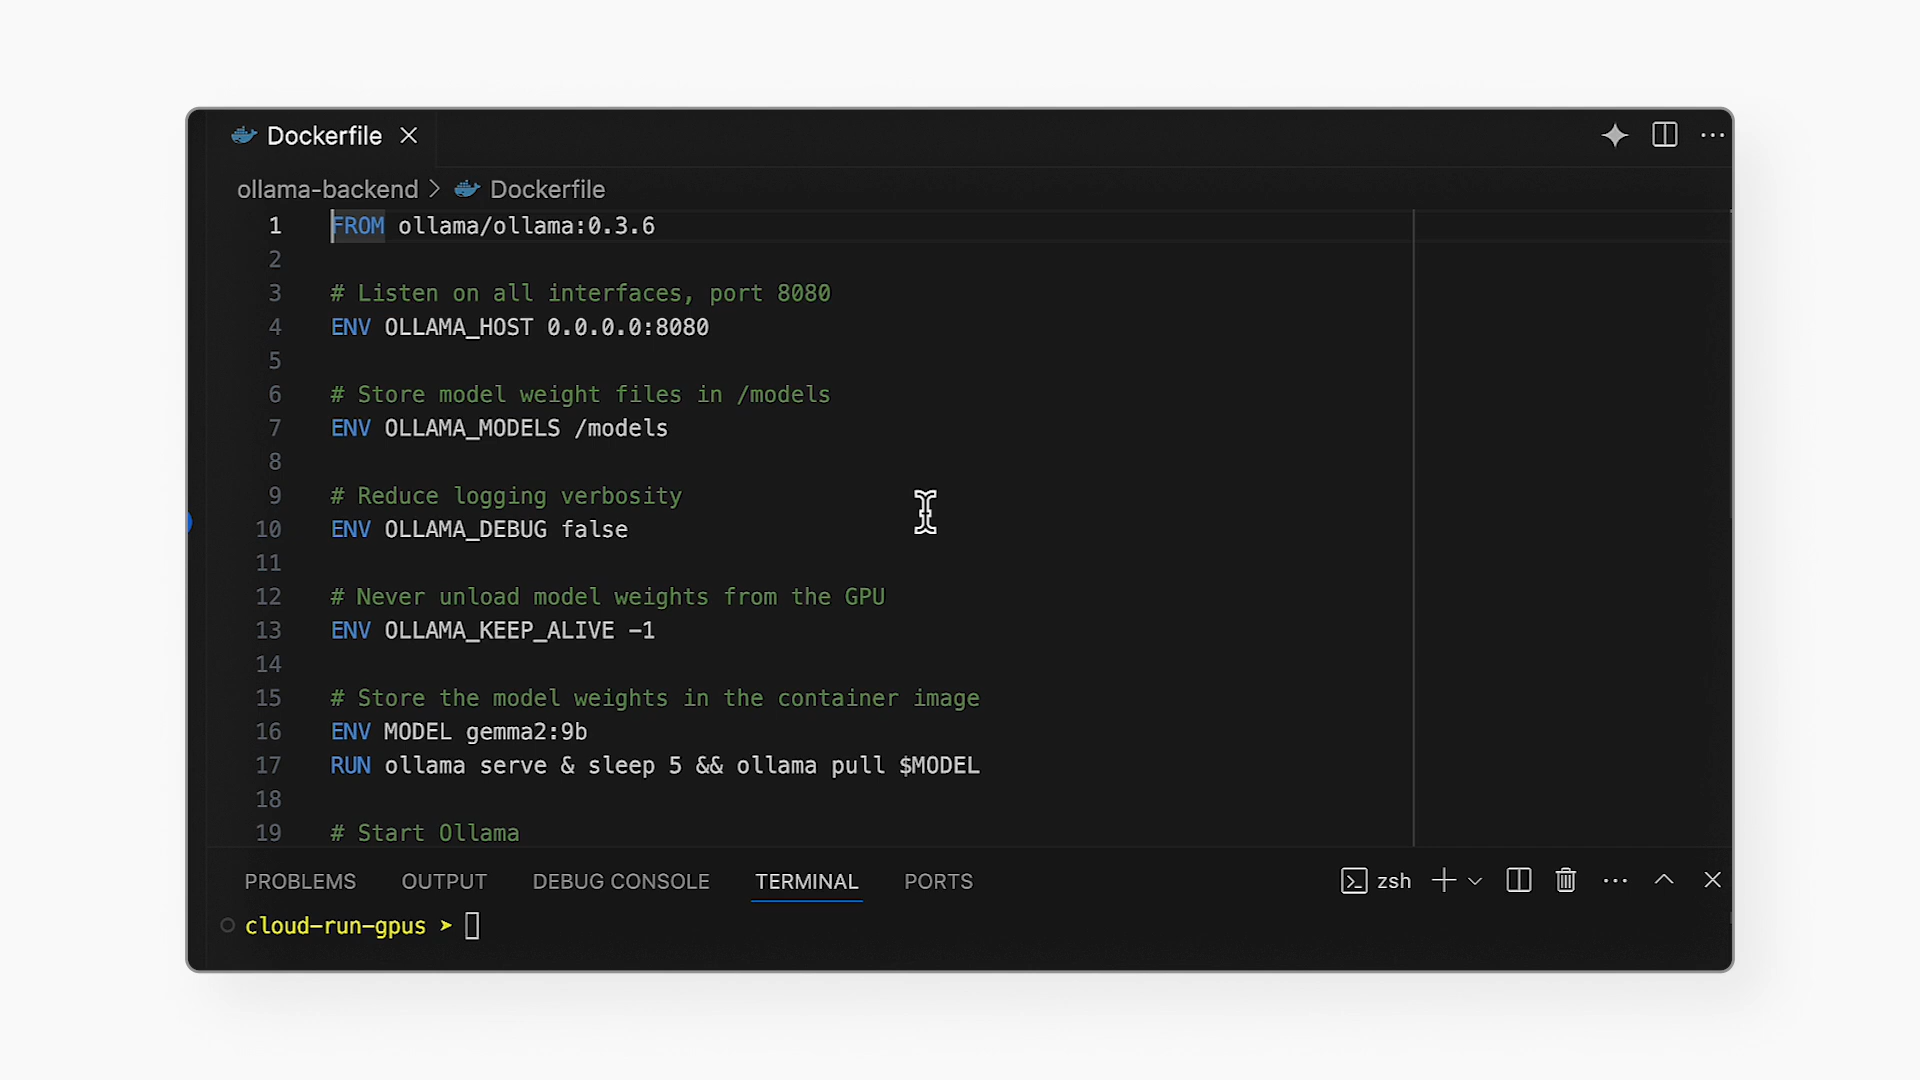 Dockerfile
ollama-backend > Dockerfile
1 FROM ollama/ollama:0.3.6
2
3 # Listen on all interfaces, port 8080
4 ENV OLLAMA_HOST 0.0.0.0:8080
5
6 # Store model weight files in /models
7 ENV OLLAMA_MODELS /models
8
9 # Reduce logging verbosity
10 ENV OLLAMA_DEBUG false
11
12 # Never unload model weights from the GPU
13 ENV OLLAMA_KEEP_ALIVE -1
14
15 # Store the model weights in the container image
16 ENV MODEL gemma2:9b
17 RUN ollama serve & sleep 5 && ollama pull $MODEL
18
19 # Start Ollama
PROBLEMS OUTPUT DEBUG CONSOLE TERMINAL PORTS zsh
cloud-run-gpus ➤